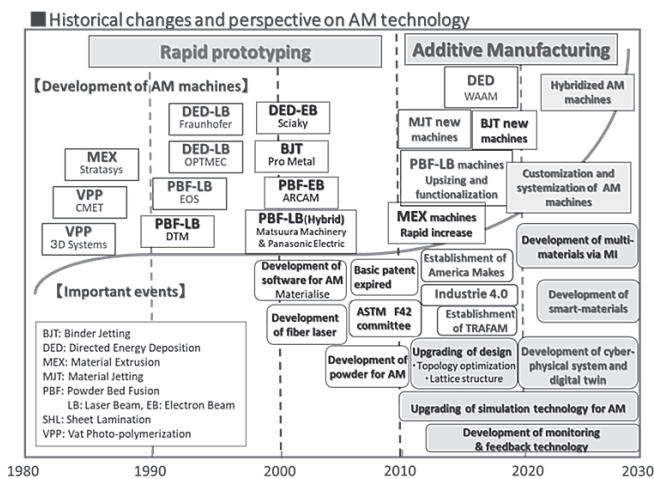 ■ Historical changes and perspective on AM technology
Rapid prototyping
Additive Manufacturing
【Development of AM machines】
DED
WAAM
Hybridized AM
machines
DED-LB
Fraunhofer
DED-EB
Sciaky
MJT new
machines
BJT new
machines
MEX
Stratasys
DED-LB
OPTMEC
BJT
Pro Metal
PBF-LB machines
Upsizing and
functionalization
Customization and
systemization of AM
machines
VPP
CMET
PBF-LB
EOS
PBF-EB
ARCAM
VPP
3D Systems
PBF-LB
DTM
PBF-LB(Hybrid)
Matsuura Machinery
& Panasonic Electric
MEX machines
Rapid increase
Development of multi-
materials via MI
【Important events】
Development of
software for AM
Materialise
Basic patent
expired
Establishment of
America Makes
Industrie 4.0
Development of
smart-materials
Development
of fiber laser
ASTM F42
committee
Establishment
of TRAFAM
Development of
powder for AM
Upgrading of design
・Topology optimization
・Lattice structure
Development of cyber-
physical system and
digital twin
Upgrading of simulation technology for AM
Development of monitoring
& feedback technology
BJT: Binder Jetting
DED: Directed Energy Deposition
MEX: Material Extrusion
MJT: Material Jetting
PBF: Powder Bed Fusion
LB: Laser Beam, EB: Electron Beam
SHL: Sheet Lamination
VPP: Vat Photo-polymerization
1980 1990 2000 2010 2020 2030